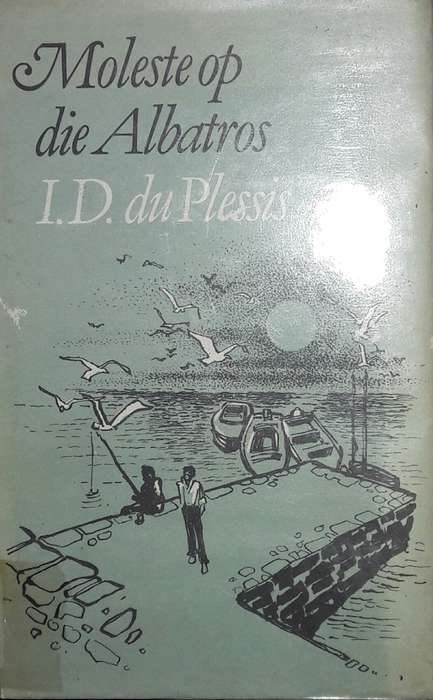 Moleste op
die Albatros
I.D. du Plessis